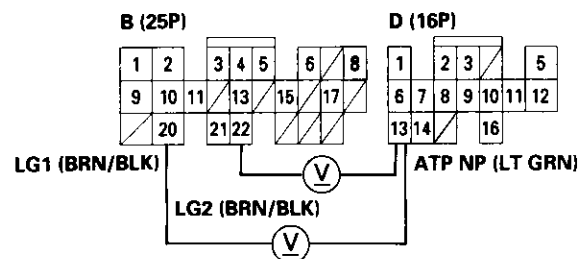 B (25P)
D (16P)
1 2 3 4 5 6 8
1 2 3 5
9 10 11 13 15 17
6 7 8 9 10 11 12
20 21 22
13 14 16
LG1 (BRN/BLK)
V
ATP NP (LT GRN)
LG2 (BRN/BLK)
V